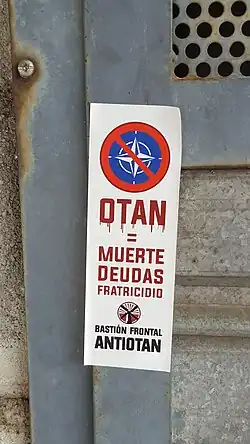 OTAN
=
MUERTE
DEUDAS
FRATRICIDIO
BASTIÓN FRONTAL
ANTIOTAN